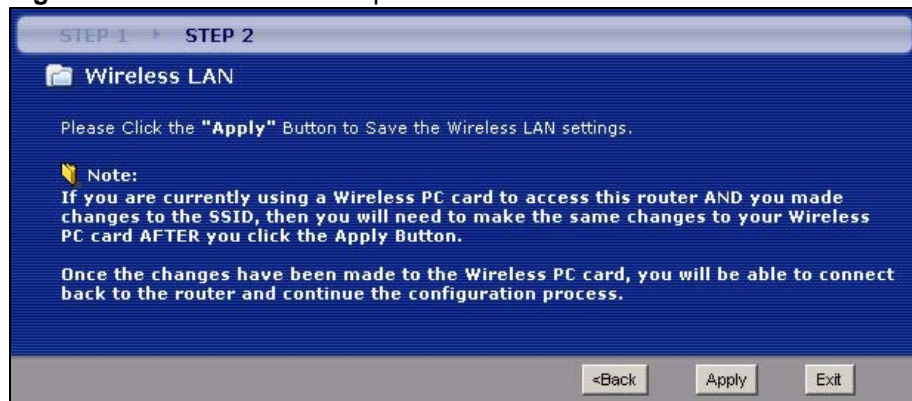 STEP 1 STEP 2
Wireless LAN
Please Click the "Apply" Button to Save the Wireless LAN settings.
Note:
If you are currently using a Wireless PC card to access this router AND you made
changes to the SSID, then you will need to make the same changes to your Wireless
PC card AFTER you click the Apply Button.
Once the changes have been made to the Wireless PC card, you will be able to connect
back to the router and continue the configuration process.
<Back Apply Exit